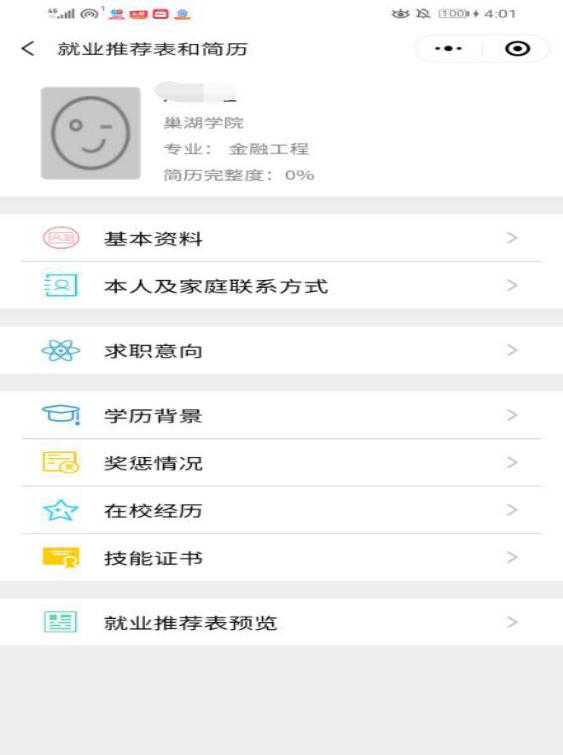 4:01
100
就业推荐表和简历
巢湖学院
专业： 金融工程
简历完整度：0%
基本资料
本人及家庭联系方式
求职意向
学历背景
奖惩情况
在校经历
技能证书
就业推荐表预览